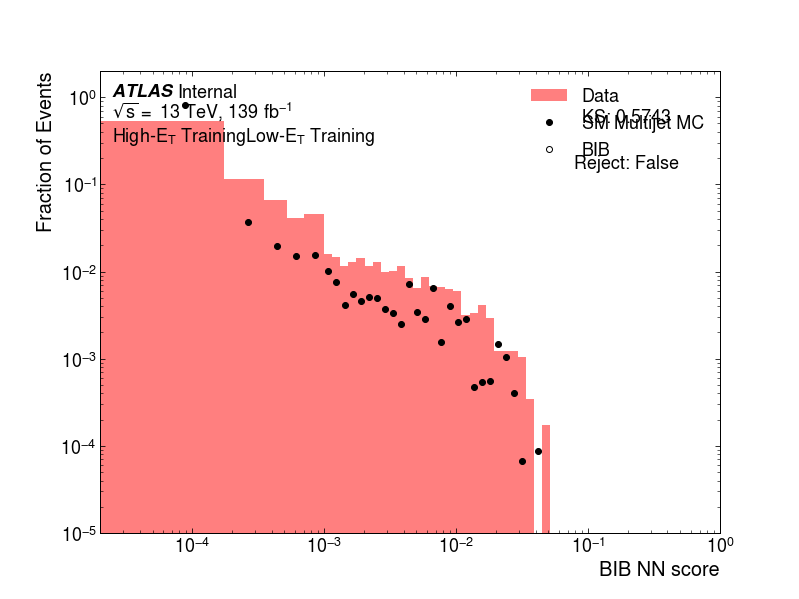 ATLAS Internal
√s = 13 TeV, 139 fb⁻¹
High-E_T TrainingLow-E_T Training
Data
KS: 0.5743
SM Multijet MC
BIB
Reject: False
Fraction of Events
10⁰
10⁻¹
10⁻²
10⁻³
10⁻⁴
10⁻⁵
10⁻⁴
10⁻³
10⁻²
10⁻¹
10⁰
BIB NN score